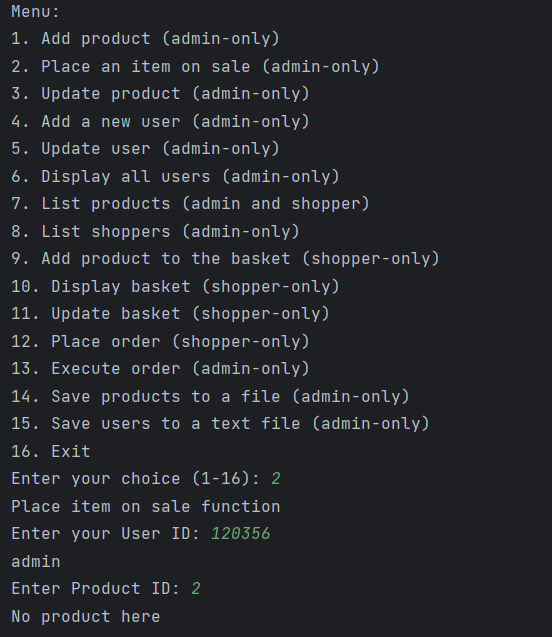 Menu:
1. Add product (admin-only)
2. Place an item on sale (admin-only)
3. Update product (admin-only)
4. Add a new user (admin-only)
5. Update user (admin-only)
6. Display all users (admin-only)
7. List products (admin and shopper)
8. List shoppers (admin-only)
9. Add product to the basket (shopper-only)
10. Display basket (shopper-only)
11. Update basket (shopper-only)
12. Place order (shopper-only)
13. Execute order (admin-only)
14. Save products to a file (admin-only)
15. Save users to a text file (admin-only)
16. Exit
Enter your choice (1-16): 2
Place item on sale function
Enter your User ID: 120356
admin
Enter Product ID: 2
No product here